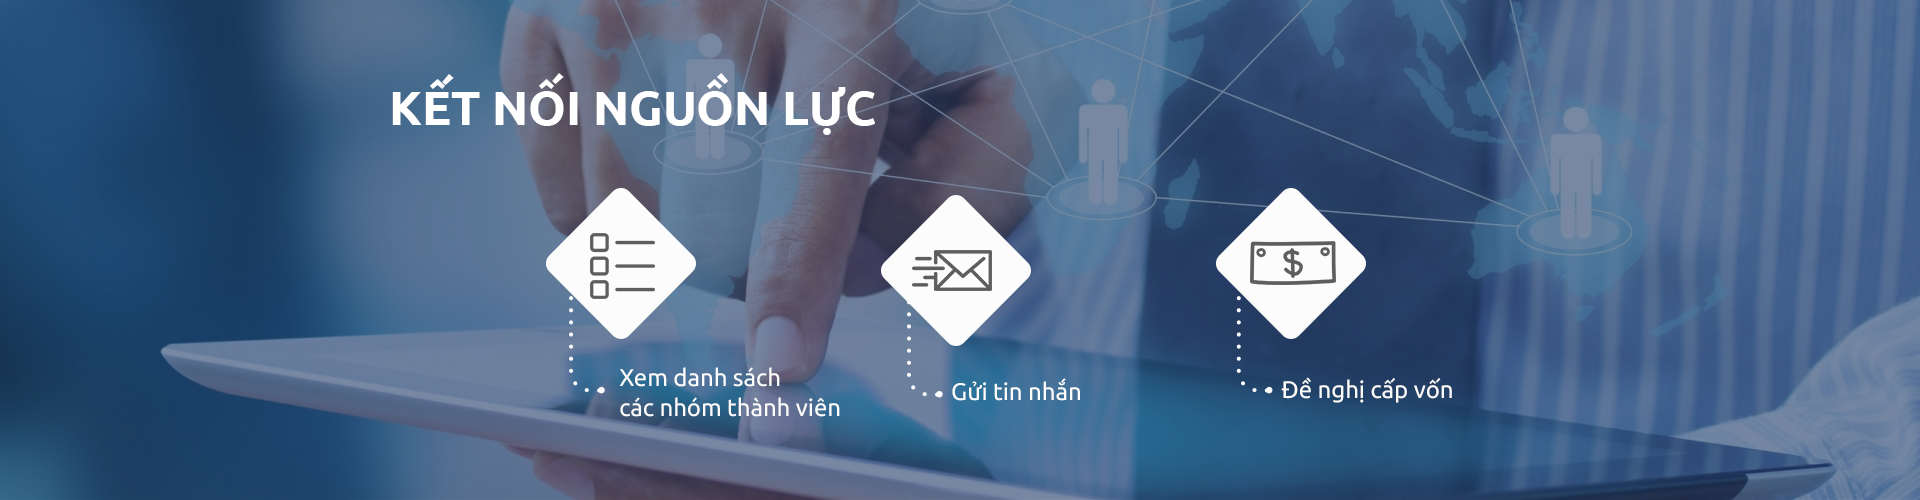 KẾT NỐI NGUỒN LỰC
Xem danh sách
các nhóm thành viên
Gửi tin nhắn
Đề nghị cấp vốn